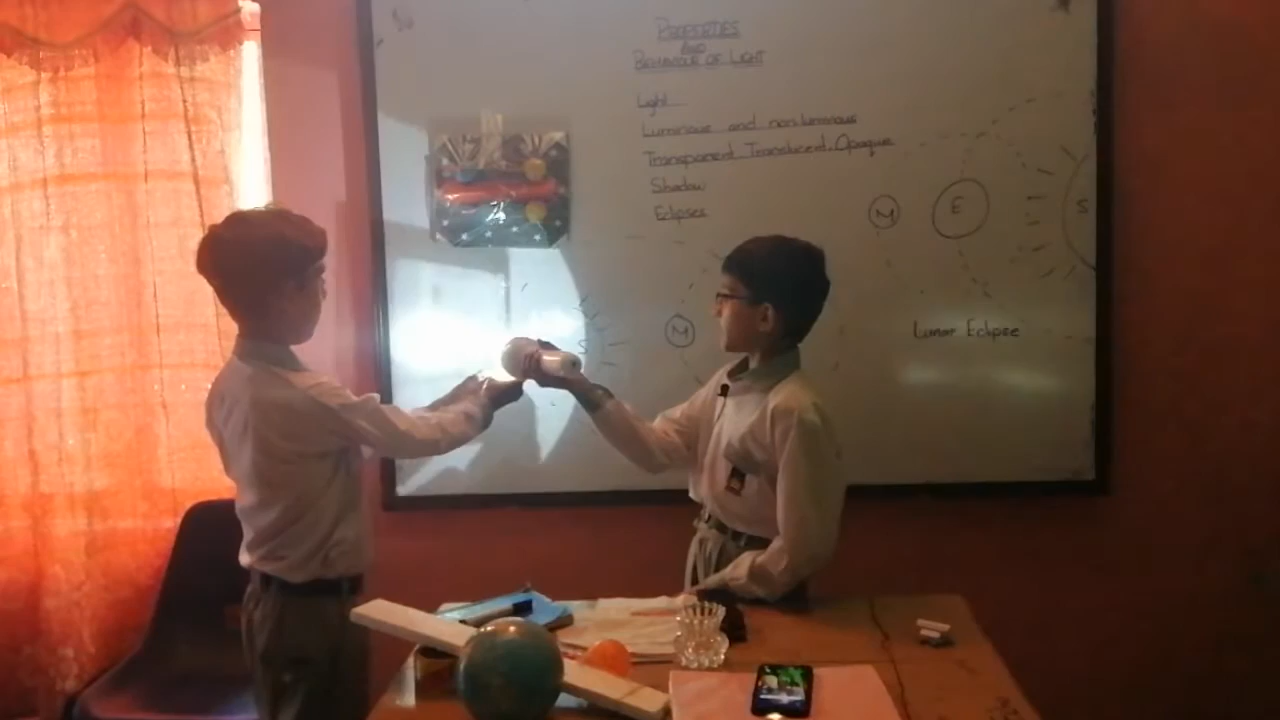 PROPERTIES
AND
BEHAVIOUR OF LIGHT
Light
Luminous and non-luminous
Transparent, Translucent, Opaque
Shadow
Eclipses
M E S
M
Lunar Eclipse